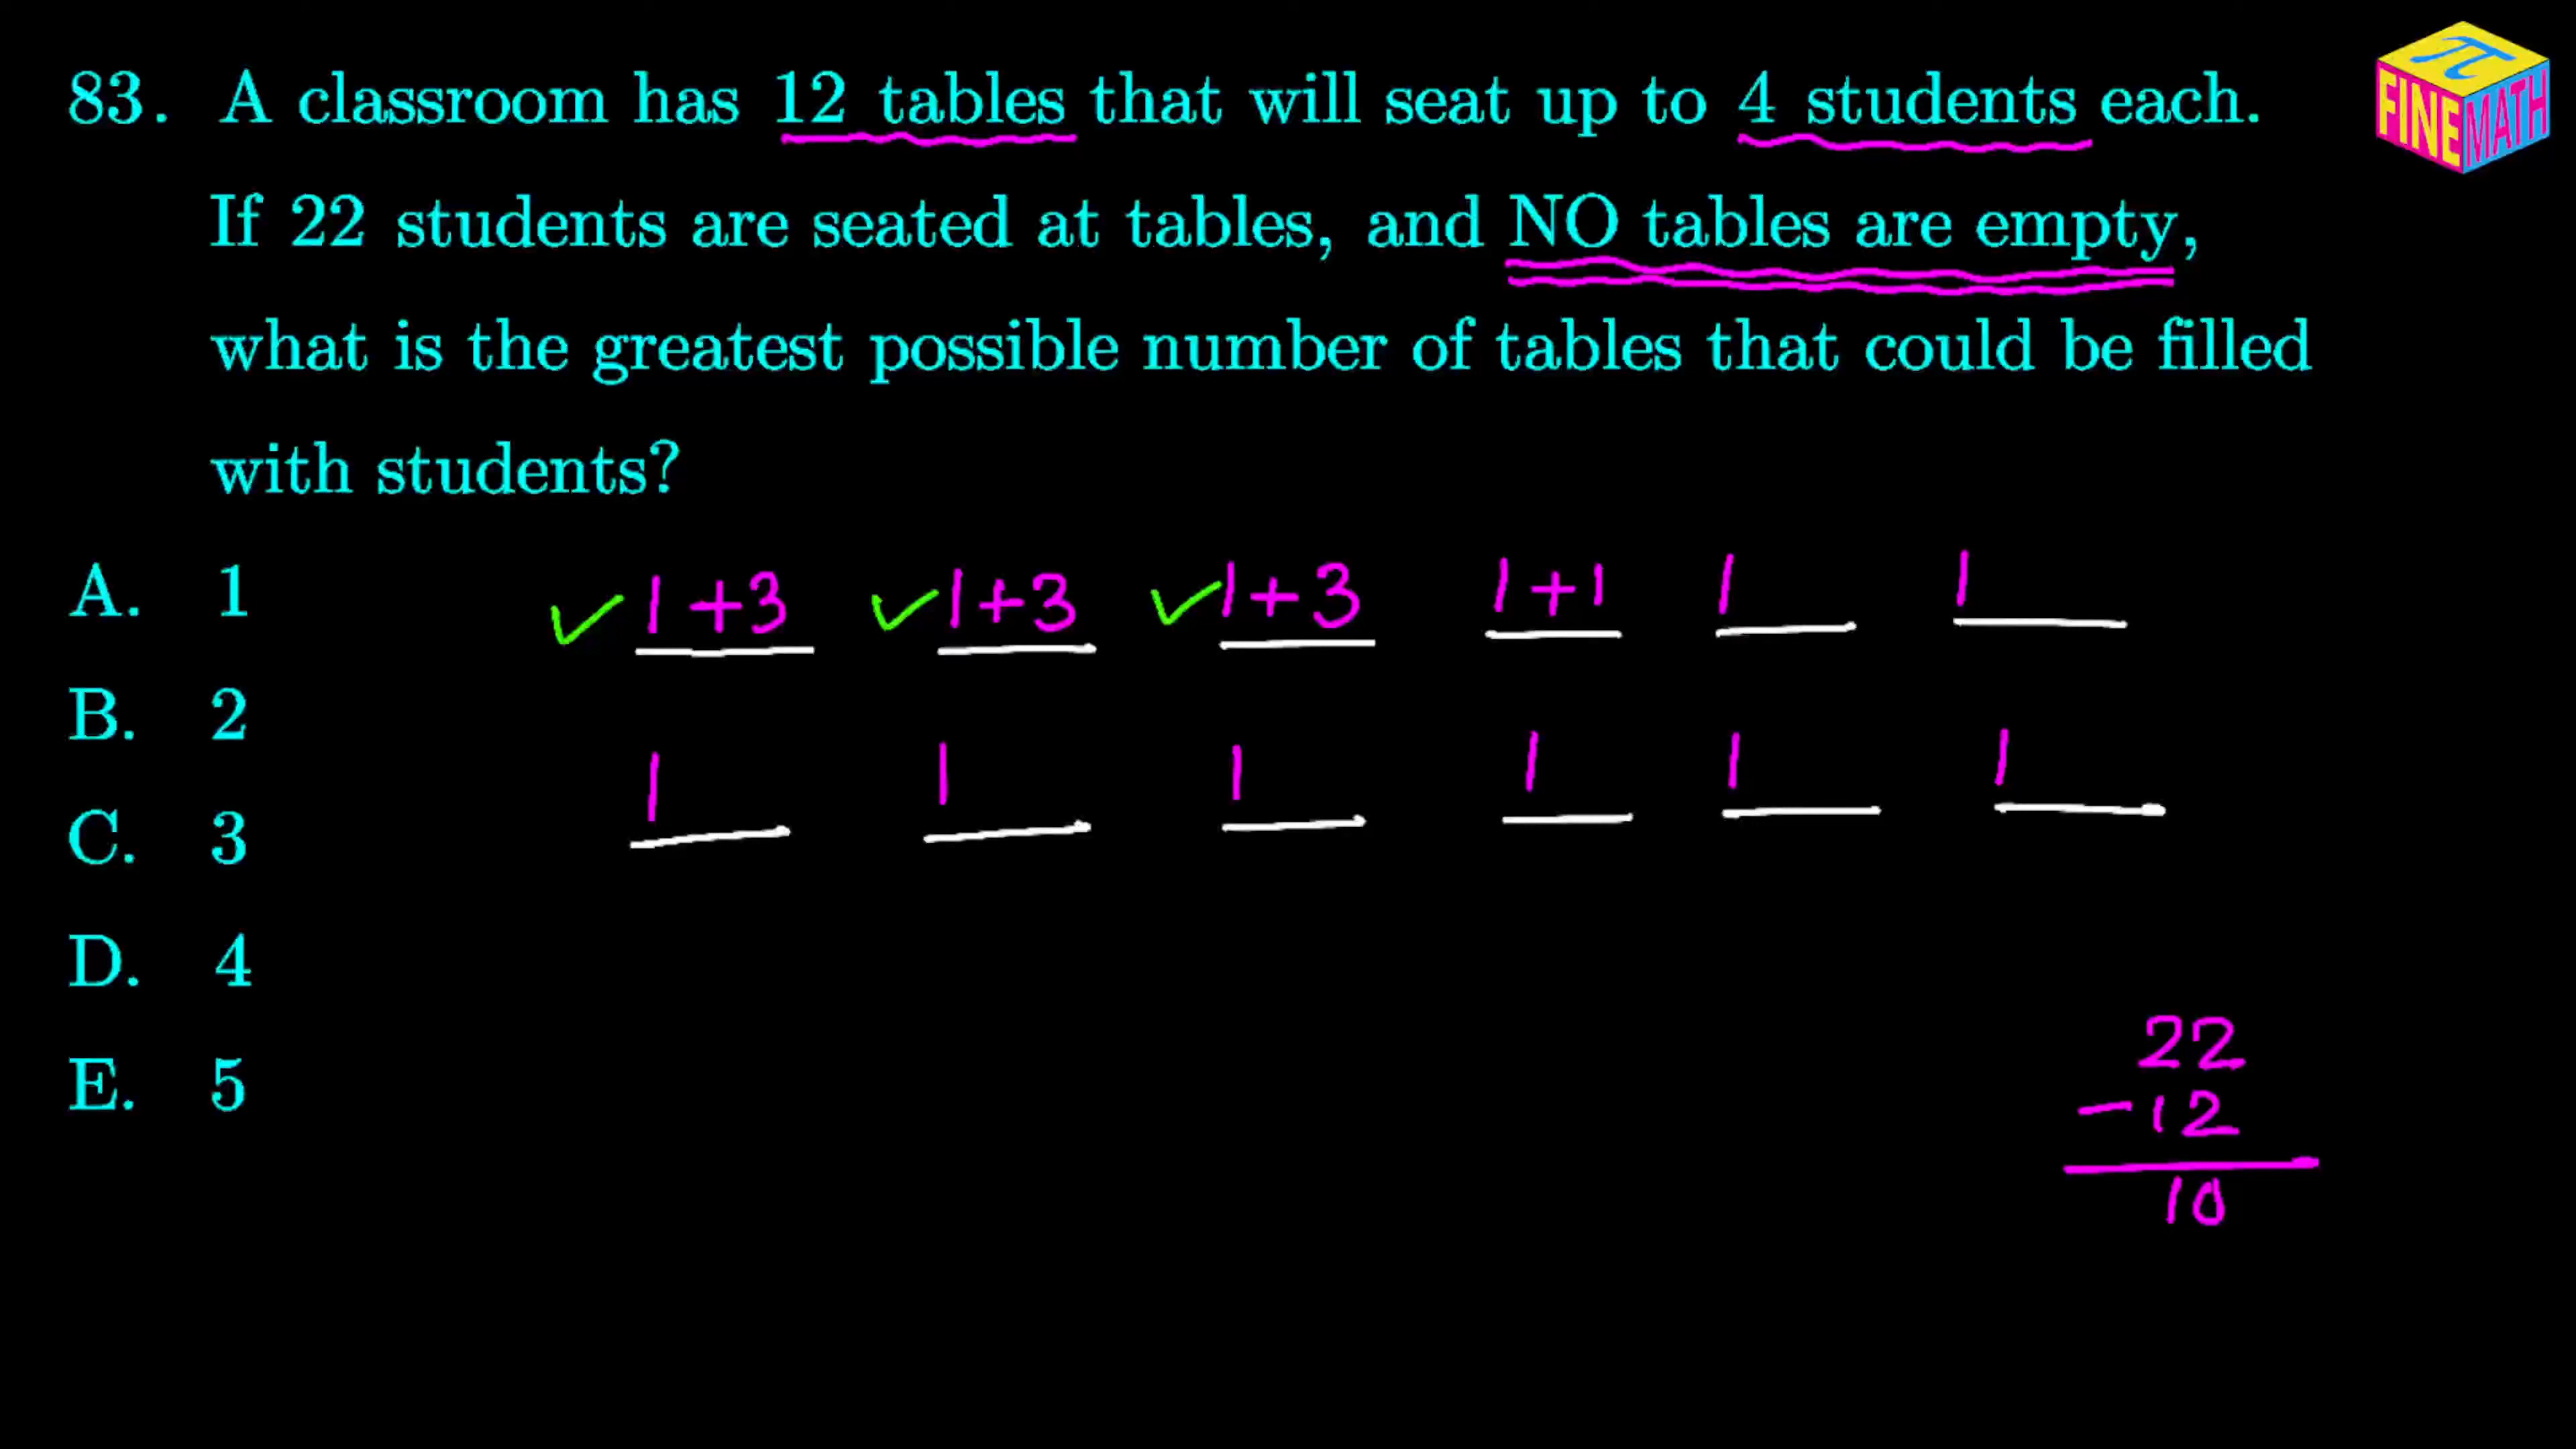 83. A classroom has 12 tables that will seat up to 4 students each.
If 22 students are seated at tables, and NO tables are empty,
what is the greatest possible number of tables that could be filled
with students?
π
FINE MATH
A. 1
B. 2
C. 3
D. 4
E. 5
✓ 1+3 ✓ 1+3 ✓ 1+3 1+1 1 1
1 1 1 1 1 1
22
-12
10